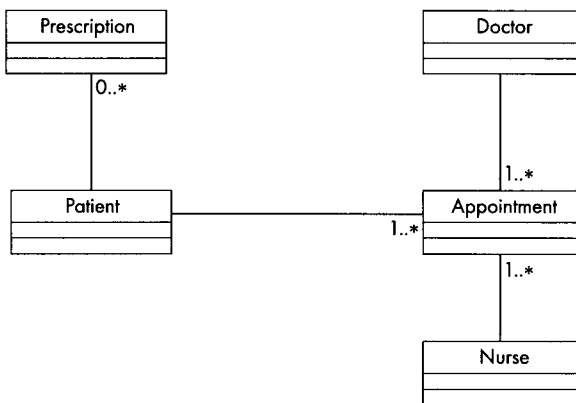 Prescription
Doctor
0..*
1..*
Patient
Appointment
1..*
1..*
Nurse